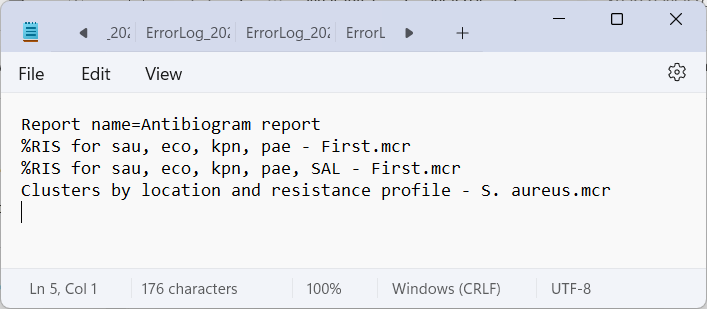 _202 ErrorLog_202 ErrorLog_202 ErrorL
File Edit View
Report name=Antibiogram report
%RIS for sau, eco, kpn, pae - First.mcr
%RIS for sau, eco, kpn, pae, SAL - First.mcr
Clusters by location and resistance profile - S. aureus.mcr
Ln 5, Col 1 176 characters 100% Windows (CRLF) UTF-8